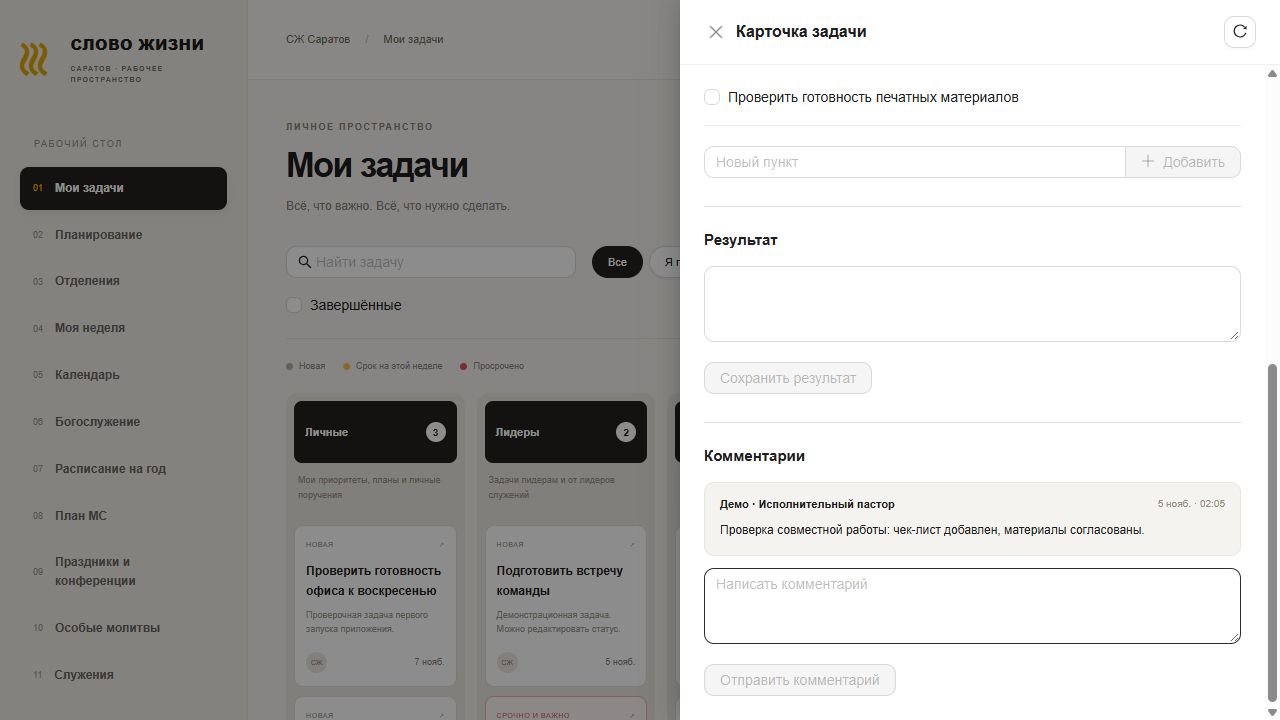 слово жизни
САРАТОВ · РАБОЧЕЕ
ПРОСТРАНСТВО
РАБОЧИЙ СТОЛ
01 Мои задачи
02 Планирование
03 Отделения
04 Моя неделя
05 Календарь
06 Богослужение
07 Расписание на год
08 План МС
09 Праздники и
конференции
10 Особые молитвы
11 Служения
СЖ Саратов / Мои задачи
ЛИЧНОЕ ПРОСТРАНСТВО
Мои задачи
Всё, что важно. Всё, что нужно сделать.
Найти задачу
Все
Завершённые
Новая
Срок на этой неделе
Просрочено
Личные 3
Мои приоритеты, планы и личные
поручения
НОВАЯ ↗
Проверить готовность
офиса к воскресенью
Проверочная задача первого
запуска приложения.
СЖ 7 нояб.
НОВАЯ ↗
Лидеры 2
Задачи лидерам и от лидеров
служений
НОВАЯ ↗
Подготовить встречу
команды
Демонстрационная задача.
Можно редактировать статус.
СЖ 5 нояб.
СРОЧНО И ВАЖНО ↗
Карточка задачи
Проверить готовность печатных материалов
Новый пункт
Добавить
Результат
Сохранить результат
Комментарии
Демо · Исполнительный пастор 5 нояб. · 02:05
Проверка совместной работы: чек-лист добавлен, материалы согласованы.
Написать комментарий
Отправить комментарий